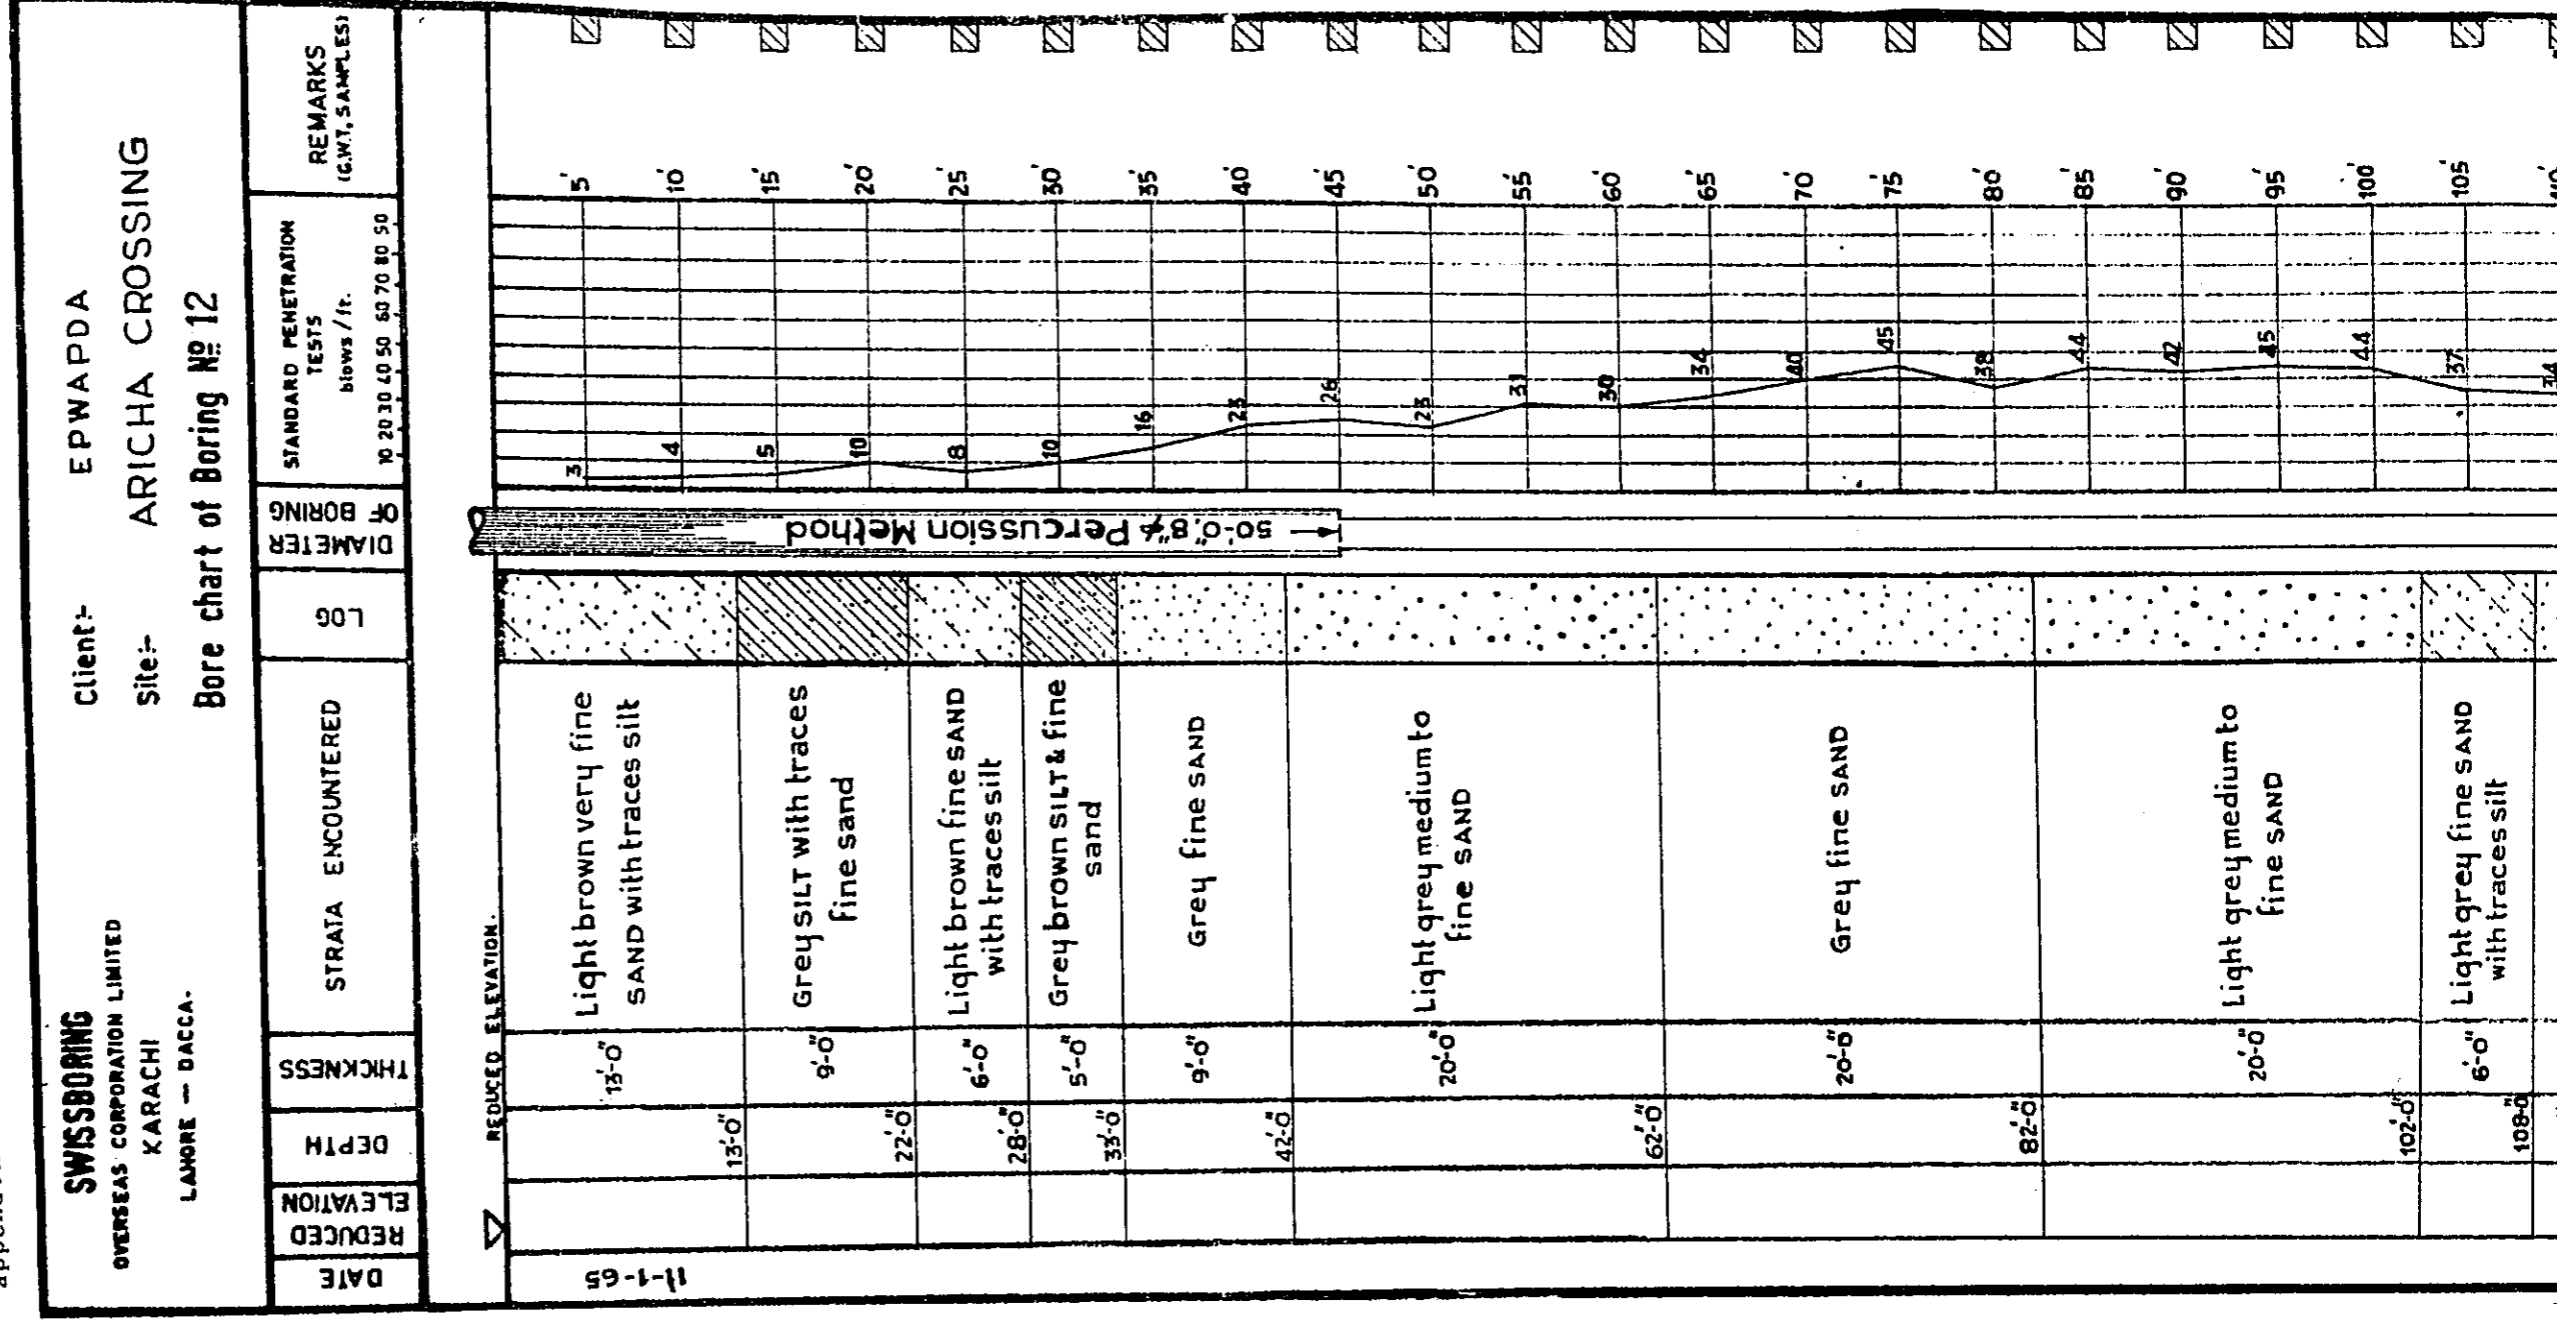 SWISSBORING
OVERSEAS CORPORATION LIMITED
KARACHI
LAHORE — DACCA.
Client:- EPWAPDA
Site:- ARICHA CROSSING
Bore chart of Boring № 12
DATE
REDUCED
ELEVATION
DEPTH
THICKNESS
STRATA ENCOUNTERED
LOG
DIAMETER
OF BORING
STANDARD PENETRATION
TESTS
blows/ft.
10 20 30 40 50 60 70 80 90
REMARKS
(G.W.T, SAMPLES)
REDUCED ELEVATION.
11-1-65
13'-0"
Light brown very fine
SAND with traces silt
13'-0"
9'-0"
Grey SILT with traces
fine sand
22'-0"
6'-0"
Light brown fine SAND
with traces silt
28'-0"
5'-0"
Grey brown SILT & fine
sand
33'-0"
9'-0"
Grey fine SAND
42'-0"
20'-0"
Light grey medium to
fine SAND
62'-0"
20'-0"
Grey fine SAND
82'-0"
20'-0"
Light grey medium to
fine SAND
102'-0"
6'-0"
Light grey fine SAND
with traces silt
108'-0"
50'-0", 8"ϕ Percussion Method
3 5'
4 10'
5 15'
10 20'
8 25'
10 30'
16 35'
23 40'
26 45'
23 50'
31 55'
30 60'
34 65'
40 70'
45 75'
38 80'
44 85'
42 90'
45 95'
44 100'
37 105'
34